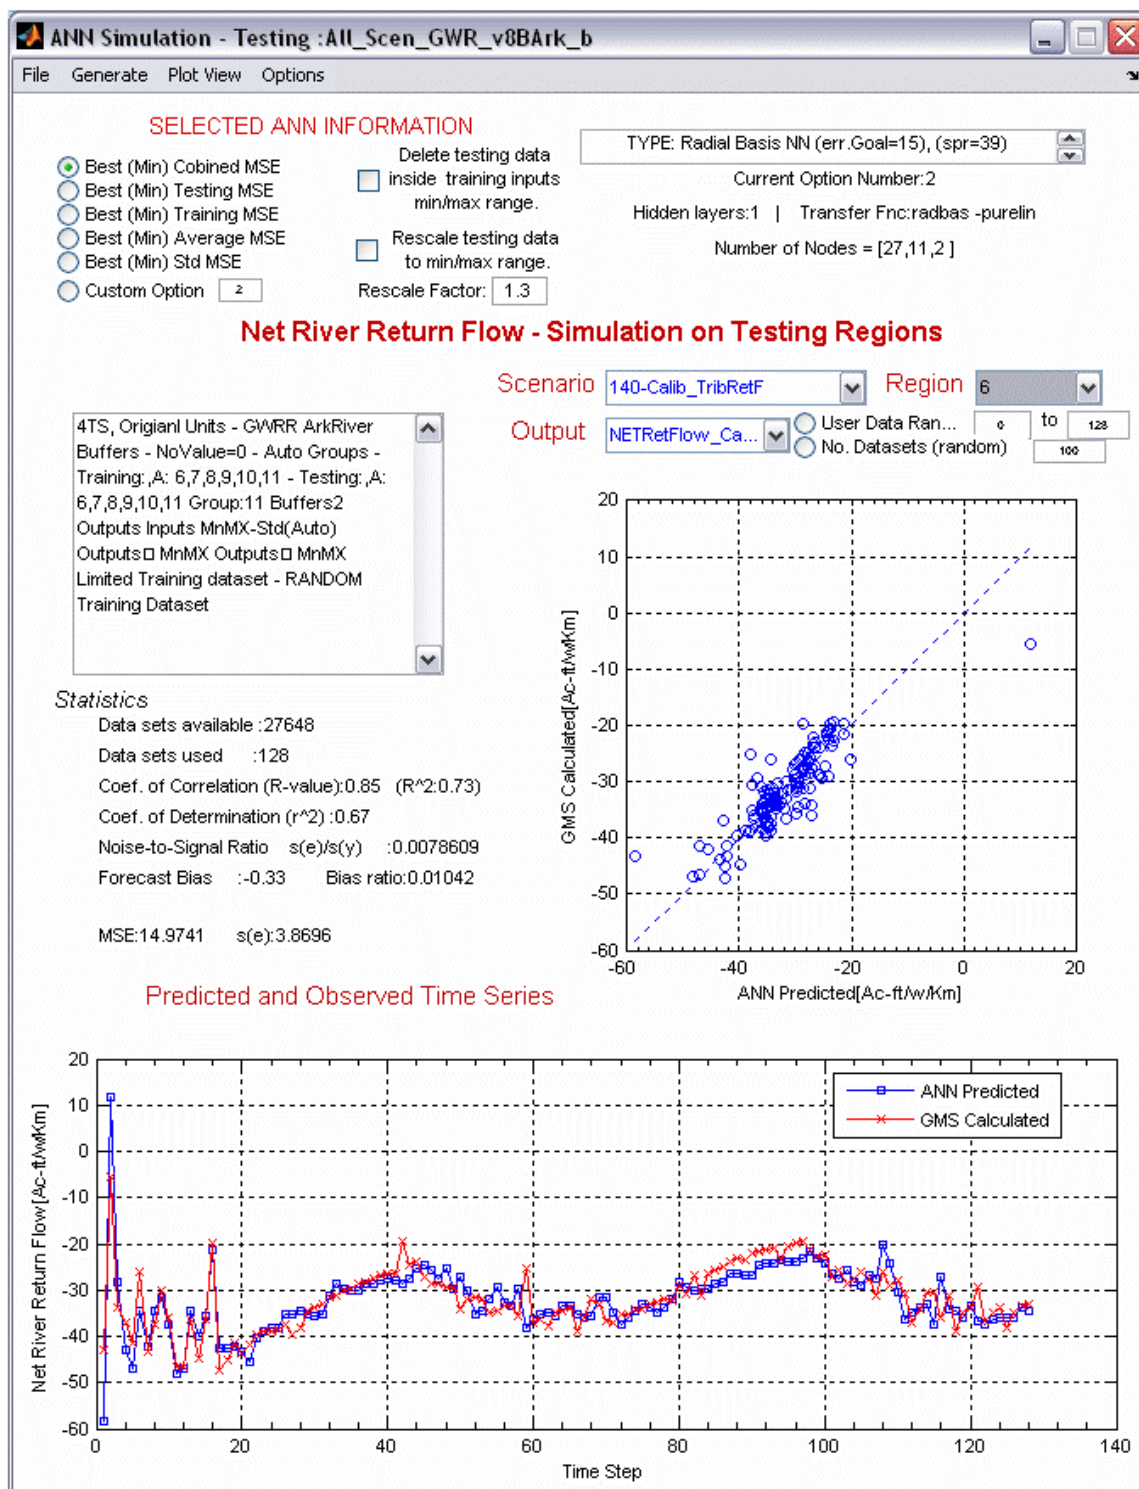 ANN Simulation - Testing :All_Scen_GWR_v8BArk_b
File Generate Plot View Options
SELECTED ANN INFORMATION
Best (Min) Cobined MSE
Best (Min) Testing MSE
Best (Min) Training MSE
Best (Min) Average MSE
Best (Min) Std MSE
Custom Option 2
Delete testing data
inside training inputs
min/max range.
Rescale testing data
to min/max range.
Rescale Factor: 1.3
TYPE: Radial Basis NN (err.Goal=15), (spr=39)
Current Option Number:2
Hidden layers:1 | Transfer Fnc:radbas -purelin
Number of Nodes = [27,11,2 ]
Net River Return Flow - Simulation on Testing Regions
Scenario 140-Calib_TribRetF Region 6
Output NETRetFlow_Ca... User Data Ran... 0 to 128
No. Datasets (random) 100
4TS, Origianl Units - GWRR ArkRiver
Buffers - NoValue=0 - Auto Groups -
Training:,A: 6,7,8,9,10,11 - Testing:,A:
6,7,8,9,10,11 Group:11 Buffers2
Outputs Inputs MnMX-Std(Auto)
Outputs□ MnMX Outputs□ MnMX
Limited Training dataset - RANDOM
Training Dataset
Statistics
Data sets available :27648
Data sets used :128
Coef. of Correlation (R-value):0.85 (R^2:0.73)
Coef. of Determination (r^2) :0.67
Noise-to-Signal Ratio s(e)/s(y) :0.0078609
Forecast Bias :-0.33 Bias ratio:0.01042
MSE:14.9741 s(e):3.8696
20
10
0
-10
-20
-30
-40
-50
-60
GMS Calculated[Ac-ft/w/Km]
-60 -40 -20 0 20
ANN Predicted[Ac-ft/w/Km]
Predicted and Observed Time Series
20
10
0
-10
-20
-30
-40
-50
-60
Net River Return Flow [Ac-ft/w/Km]
ANN Predicted
GMS Calculated
0 20 40 60 80 100 120 140
Time Step